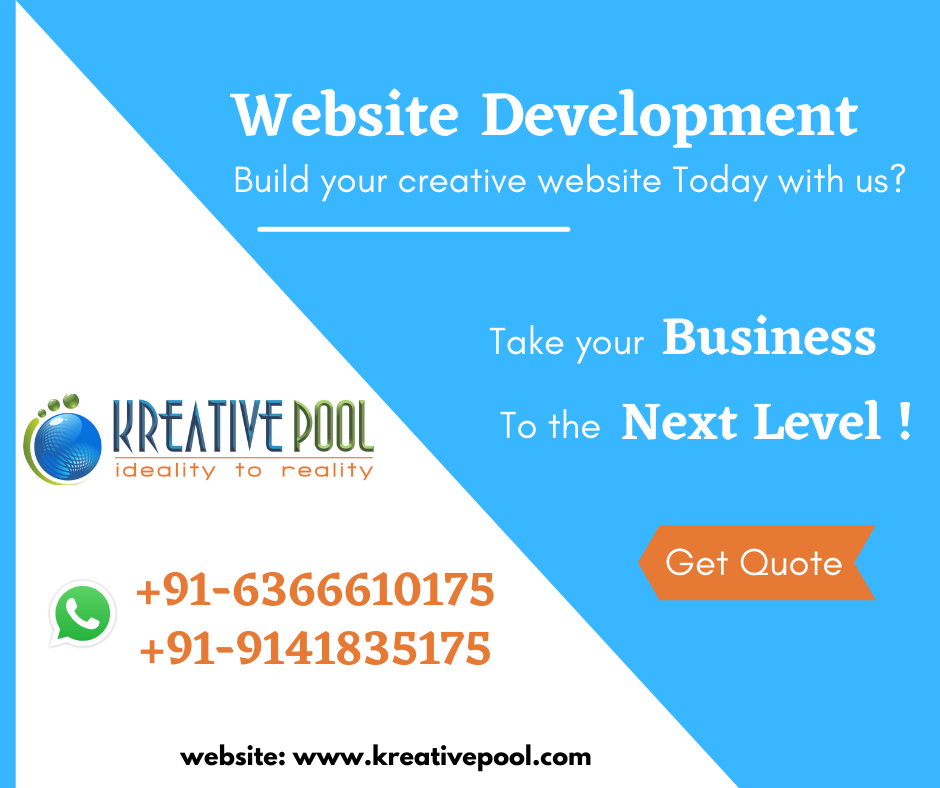 Website Development
Build your creative website Today with us?
Take your Business
To the Next Level !
KREATIVE POOL
ideality to reality
Get Quote
+91-6366610175
+91-9141835175
website: www.kreativepool.com